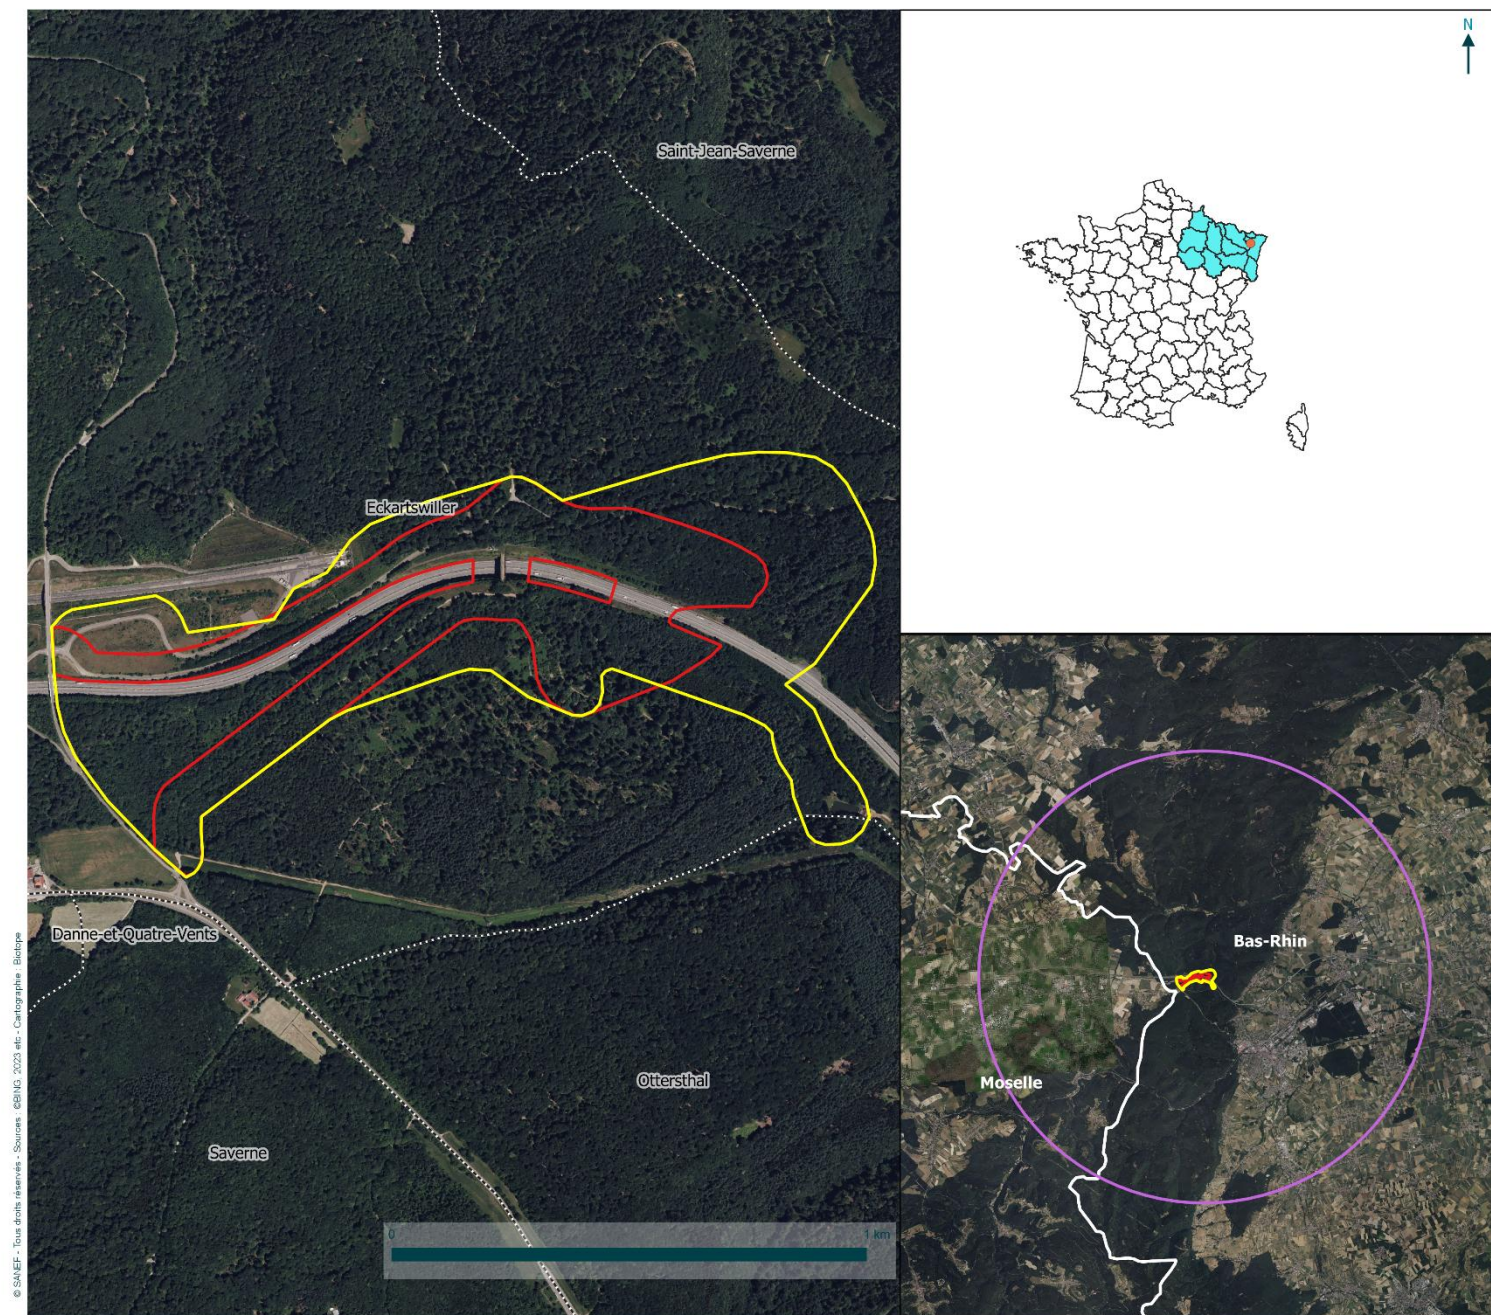 N
Saint-Jean-Saverne
Eckartswiller
Danne-et-Quatre-Vents
Ottersthal
Saverne
0
1 km
Bas-Rhin
Moselle
© SANEF - Tous droits réservés - Sources : ©BING, 2023 etc - Cartographie : Biotope